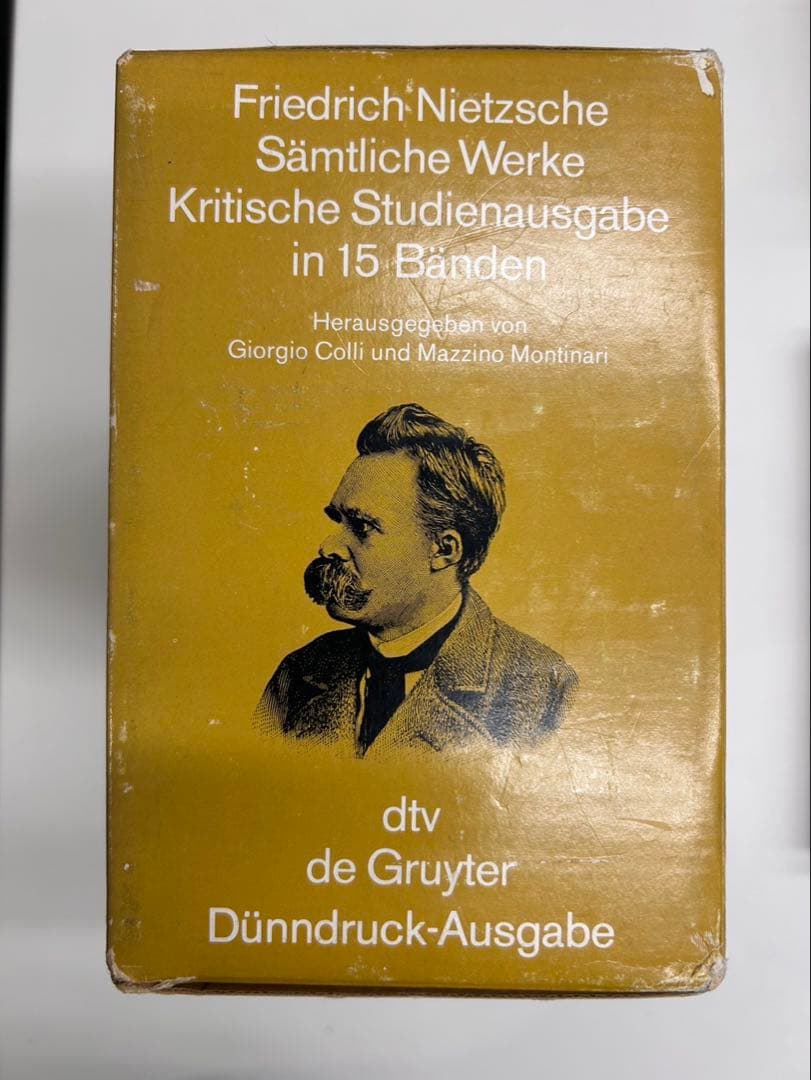 Friedrich Nietzsche
Sämtliche Werke
Kritische Studienausgabe
in 15 Bänden
Herausgegeben von
Giorgio Colli und Mazzino Montinari
dtv
de Gruyter
Dünndruck-Ausgabe